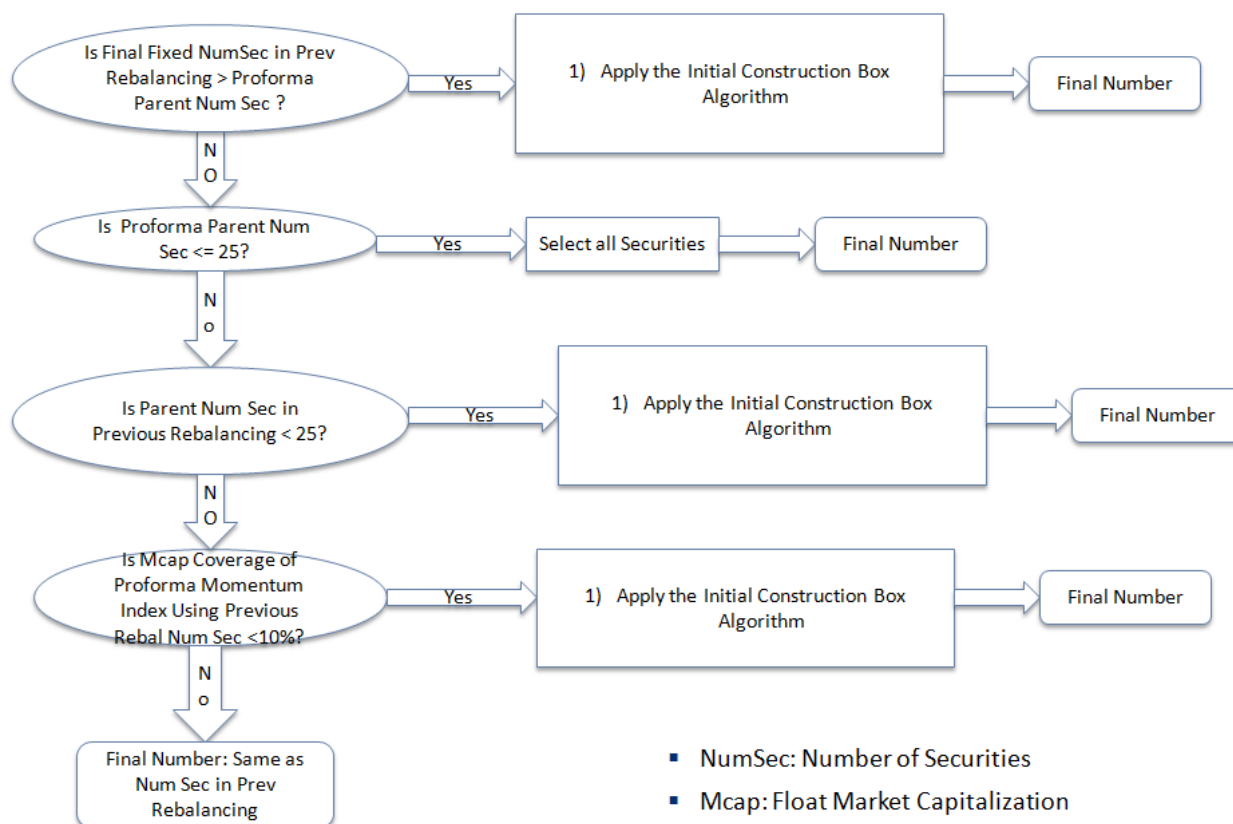 Is Final Fixed NumSec in Prev
Rebalancing > Proforma
Parent Num Sec ?
Yes
1) Apply the Initial Construction Box
Algorithm
Final Number
N
O
Is Proforma Parent Num
Sec <= 25?
Yes
Select all Securities
Final Number
N
o
Is Parent Num Sec in
Previous Rebalancing < 25?
Yes
1) Apply the Initial Construction Box
Algorithm
Final Number
N
O
Is Mcap Coverage of
Proforma Momentum
Index Using Previous
Rebal Num Sec <10%?
Yes
1) Apply the Initial Construction Box
Algorithm
Final Number
N
o
Final Number: Same as
Num Sec in Prev
Rebalancing
▪ NumSec: Number of Securities
▪ Mcap: Float Market Capitalization